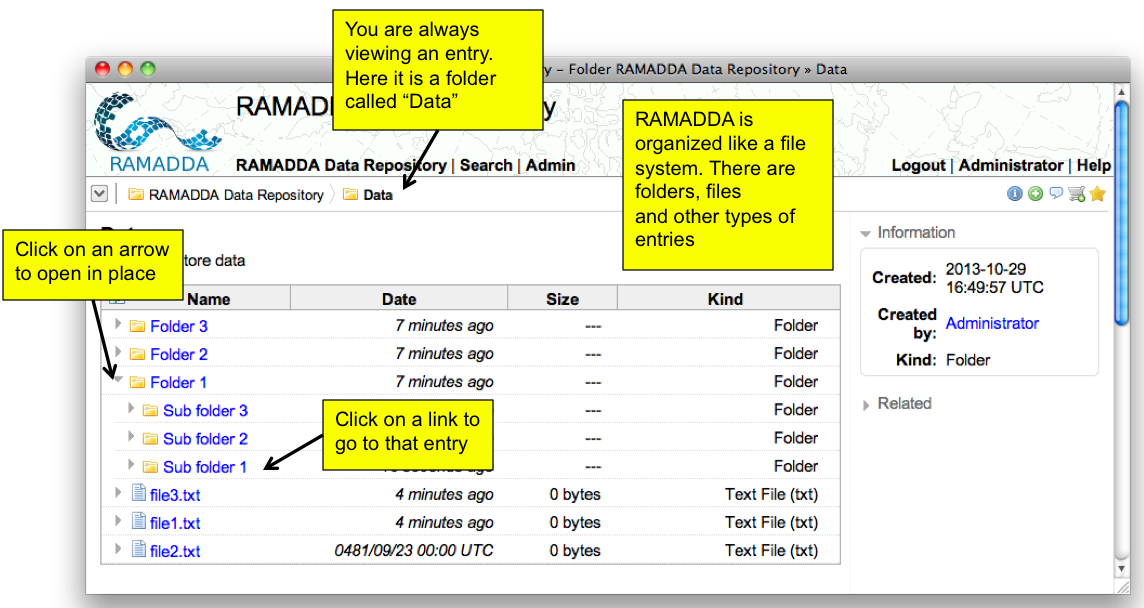 You are always
viewing an entry.
Here it is a folder
called “Data”
y – Folder RAMADDA Data Repository » Data
RAMADDA is
organized like a file
system. There are
folders, files
and other types of
entries
RAMADDA
RAMADDA Data Repository | Search | Admin
Logout | Administrator | Help
RAMADDA Data Repository Data
Click on an arrow
to open in place
tore data
Name Date Size Kind
Folder 3 7 minutes ago --- Folder
Folder 2 7 minutes ago --- Folder
Folder 1 7 minutes ago --- Folder
Sub folder 3 --- Folder
Sub folder 2 --- Folder
Sub folder 1 --- Folder
Click on a link to
go to that entry
file3.txt 4 minutes ago 0 bytes Text File (txt)
file1.txt 4 minutes ago 0 bytes Text File (txt)
file2.txt 0481/09/23 00:00 UTC 0 bytes Text File (txt)
Information
Created: 2013-10-29
16:49:57 UTC
Created
by: Administrator
Kind: Folder
Related